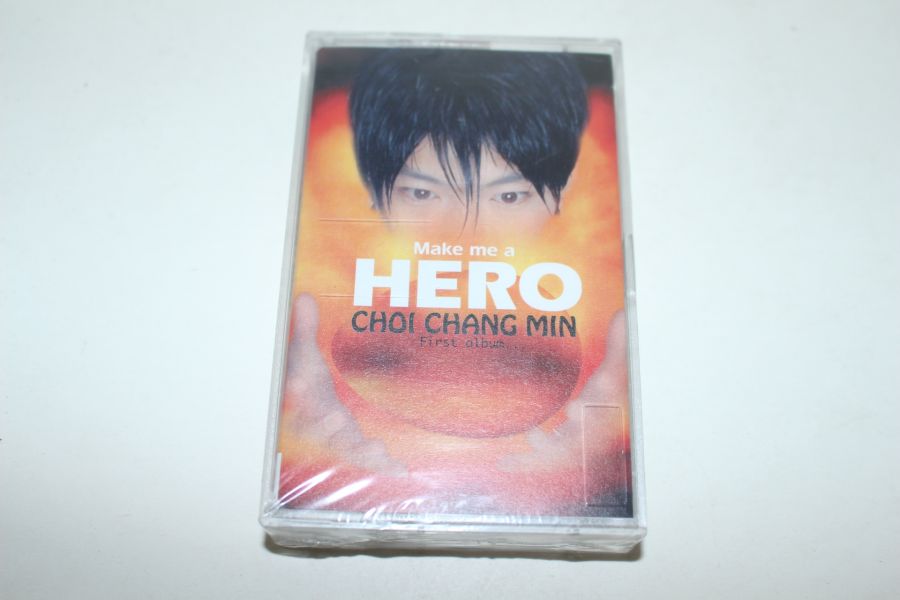 Make me a
HERO
CHOI CHANG MIN
First album...